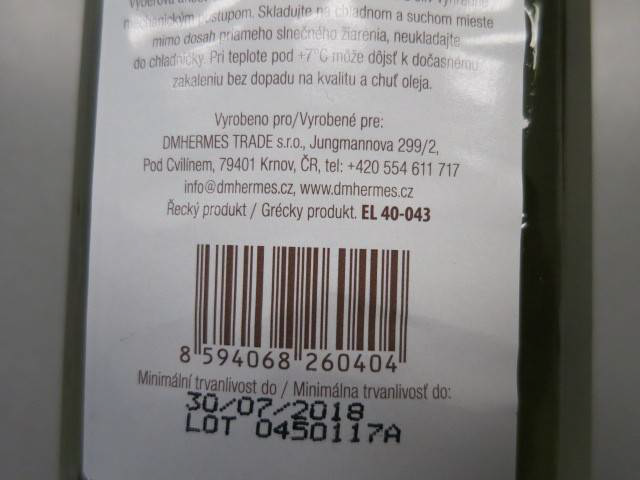 mechanickým postupom. Skladujte na chladnom a suchom mieste
mimo dosah priameho slnečného žiarenia, neukladajte
do chladničky. Pri teplote pod +7°C môže dôjsť k dočasnému
zakaleniu bez dopadu na kvalitu a chuť oleja.
Vyrobeno pro/Vyrobené pre:
DMHERMES TRADE s.r.o., Jungmannova 299/2,
Pod Cvilínem, 79401 Krnov, ČR, tel: +420 554 611 717
info@dmhermes.cz, www.dmhermes.cz
Řecký produkt / Grécky produkt. EL 40-043
8 594068 260404
Minimální trvanlivost do / Minimálna trvanlivosť do:
30/07/2018
LOT 0450117A